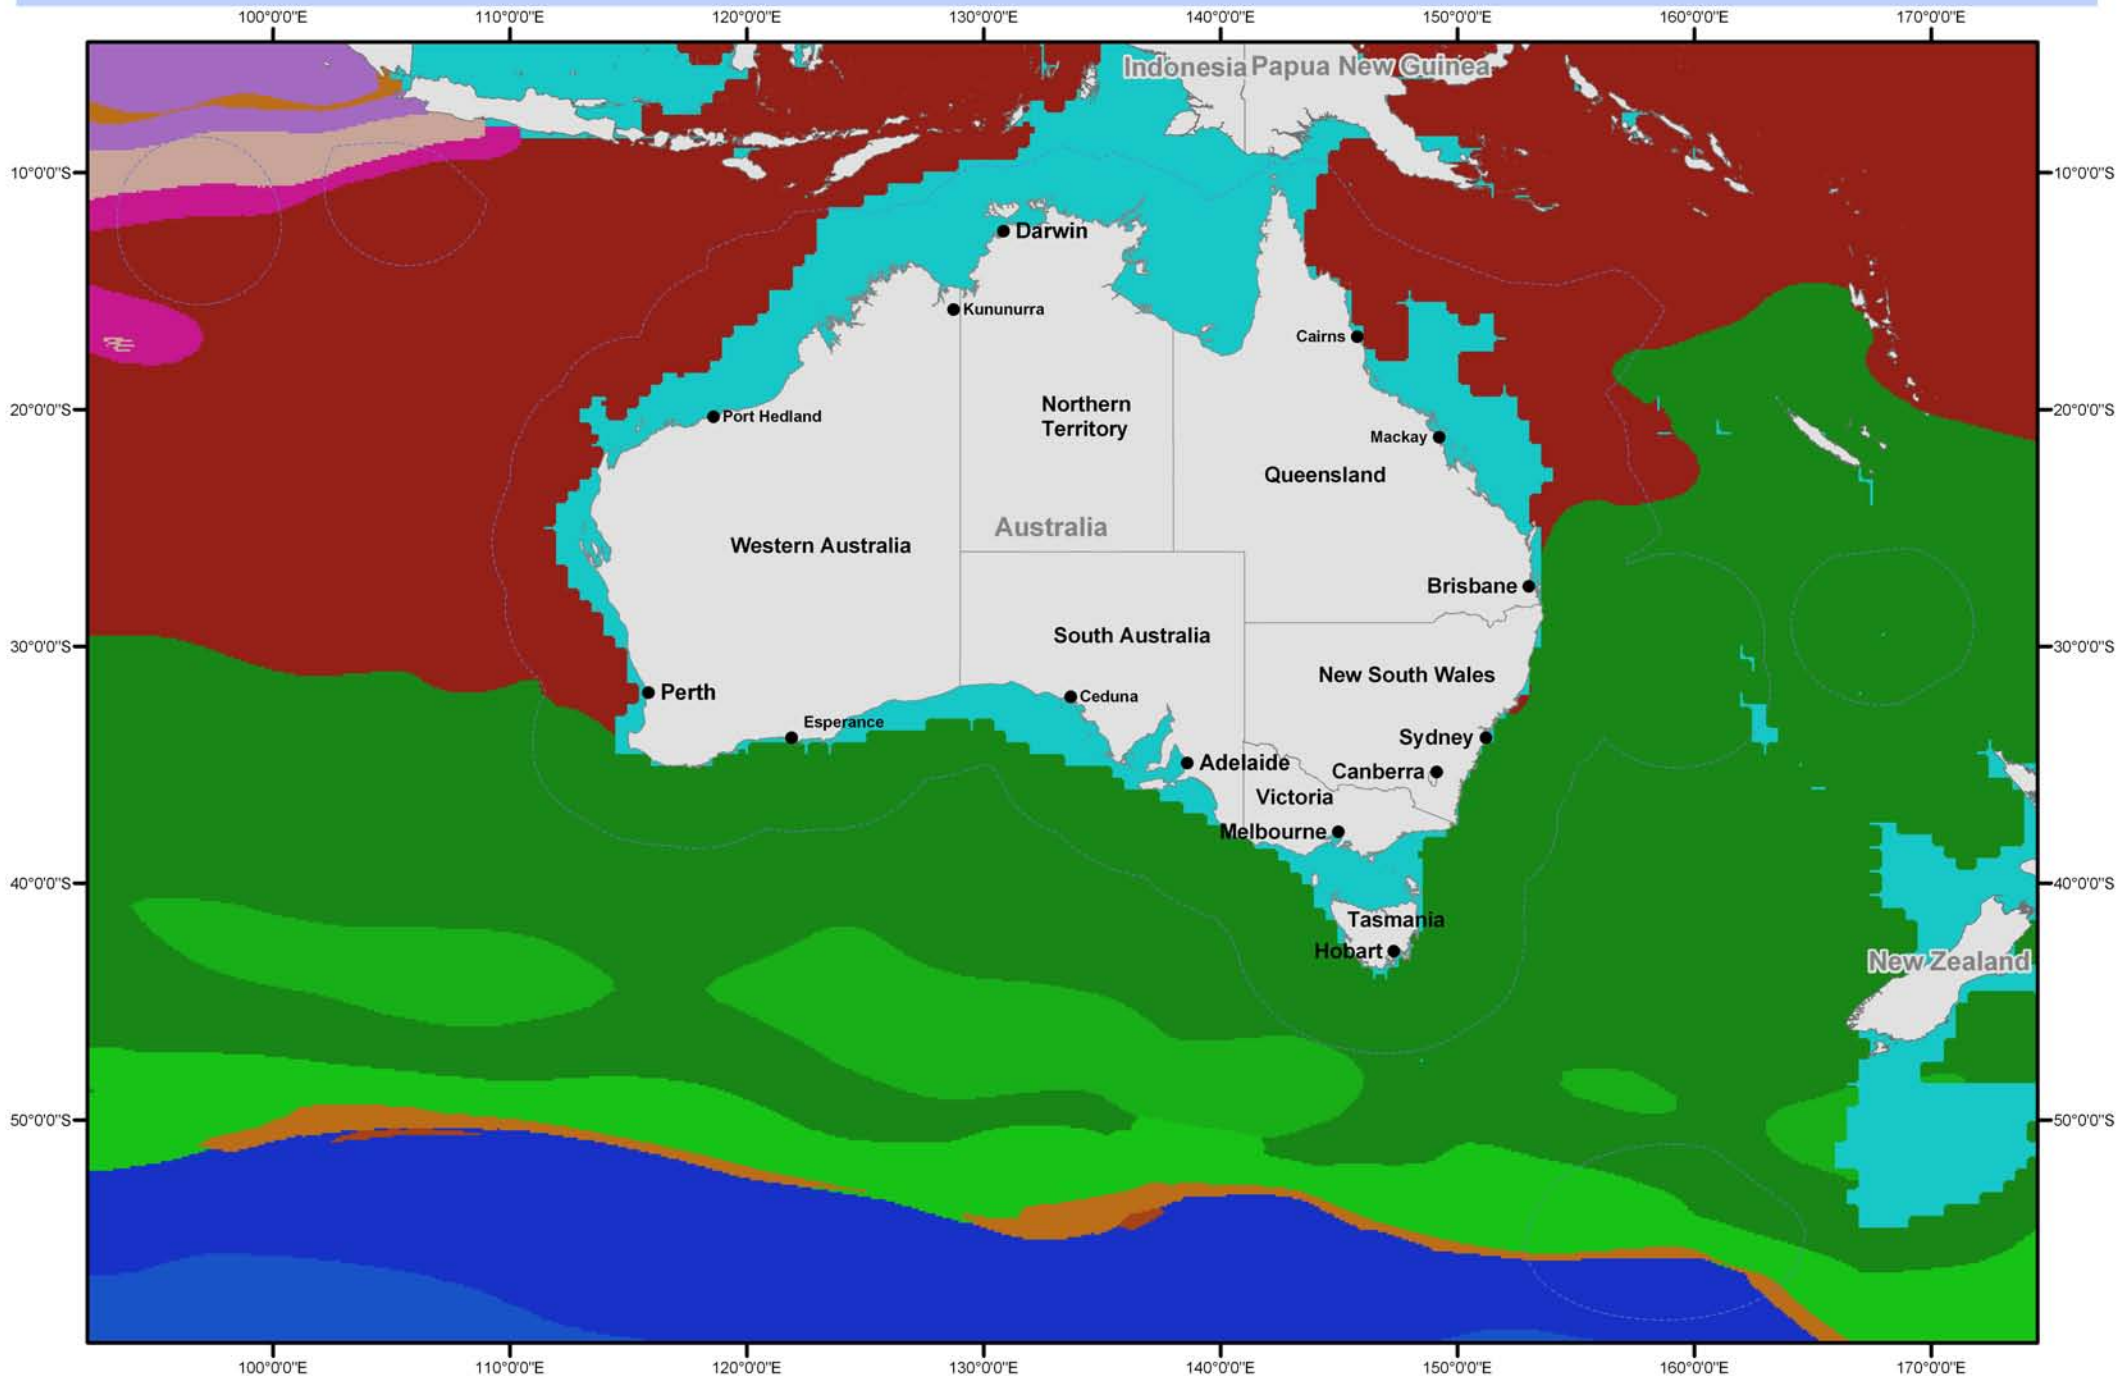 100°0'0"E 110°0'0"E 120°0'0"E 130°0'0"E 140°0'0"E 150°0'0"E 160°0'0"E 170°0'0"E
Indonesia Papua New Guinea
10°0'0"S 10°0'0"S
Darwin
Kununurra
Cairns
Northern
Territory
20°0'0"S 20°0'0"S
Port Hedland
Mackay
Queensland
Australia
Western Australia
Brisbane
South Australia
30°0'0"S 30°0'0"S
New South Wales
Perth
Ceduna
Esperance
Sydney
Adelaide
Canberra
Victoria
Melbourne
40°0'0"S 40°0'0"S
Tasmania
Hobart
New Zealand
50°0'0"S 50°0'0"S
100°0'0"E 110°0'0"E 120°0'0"E 130°0'0"E 140°0'0"E 150°0'0"E 160°0'0"E 170°0'0"E